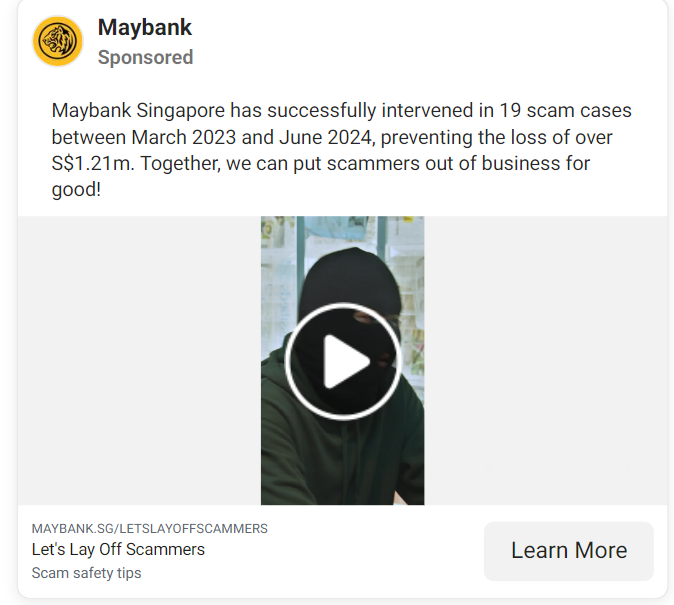 Maybank
Sponsored
Maybank Singapore has successfully intervened in 19 scam cases
between March 2023 and June 2024, preventing the loss of over
S$1.21m. Together, we can put scammers out of business for
good!
MAYBANK.SG/LETSLAYOFFSCAMMERS
Let's Lay Off Scammers
Scam safety tips
Learn More